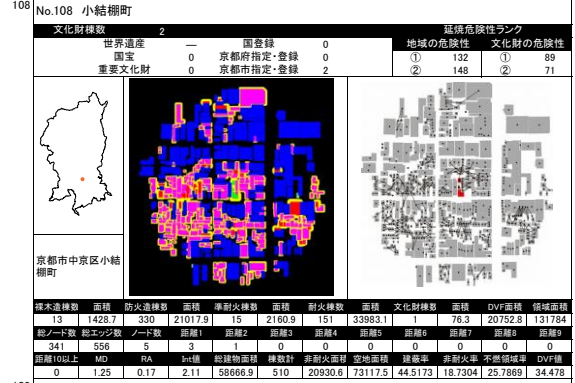 108
No.108 小結棚町
文化財棟数 2 延焼危険性ランク
世界遺産 ― 国登録 0 地域の危険性 文化財の危険性
国宝 0 京都府指定・登録 0 ① 132 ① 89
重要文化財 0 京都市指定・登録 2 ② 148 ② 71
京都市中京区小結
棚町
裸木造棟数 面積 防火造棟数 面積 準耐火棟数 面積 耐火棟数 面積 文化財棟数 面積 DVF面積 領域面積
13 1428.7 330 21017.9 15 2160.9 151 33983.1 1 76.3 20752.9 131784
総ノード数 総エッジ数 ノード数 距離1 距離2 距離3 距離4 距離5 距離6 距離7 距離8 距離9
341 556 5 3 1 0 0 0 0 0 0 0
距離10以上 MD RA Int値 総建物面積 棟数計 非耐火面積 空地面積 建蔽率 非耐火率 不燃領域率 DVF値
0 1.25 0.17 2.11 58666.9 510 20930.6 73117.5 44.5173 18.7304 25.7869 34.478